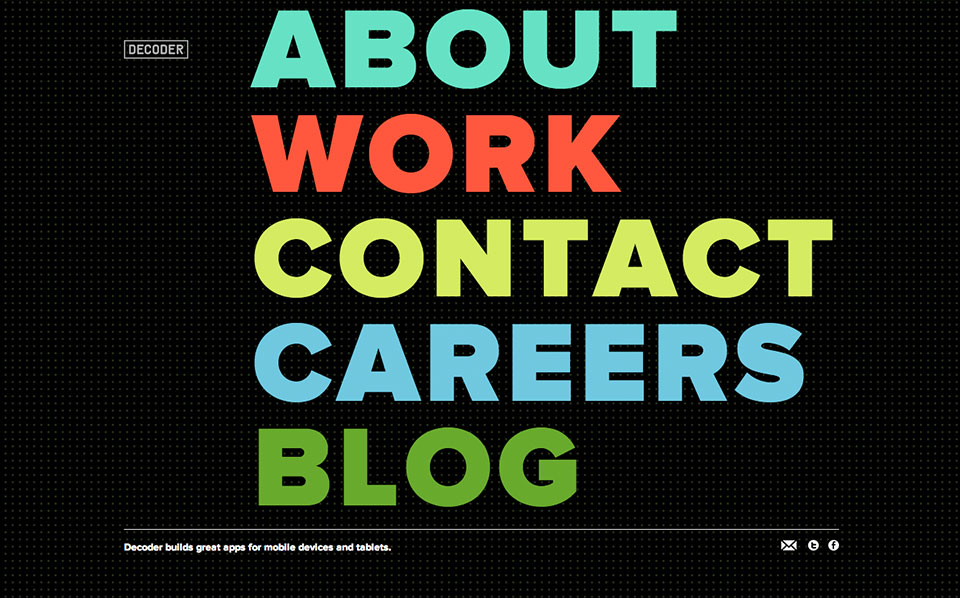 DECODER
ABOUT
WORK
CONTACT
CAREERS
BLOG
Decoder builds great apps for mobile devices and tablets.